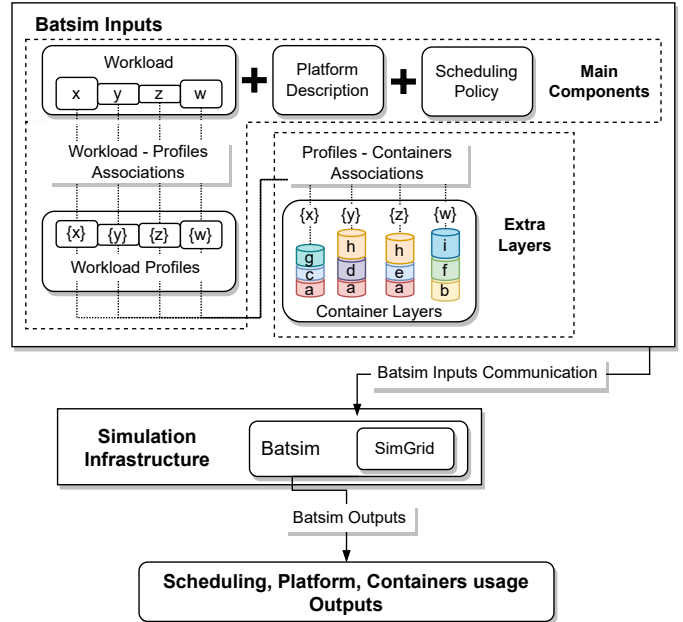 Batsim Inputs
Workload
x y z w
+
Platform
Description
+
Scheduling
Policy
Main
Components
Workload - Profiles
Associations
{x} {y} {z} {w}
Workload Profiles
Profiles - Containers
Associations
{x} {y} {z} {w}
g h h i
c d e f
a a a b
Container Layers
Extra
Layers
Batsim Inputs Communication
Simulation
Infrastructure
Batsim
SimGrid
Batsim Outputs
Scheduling, Platform, Containers usage
Outputs